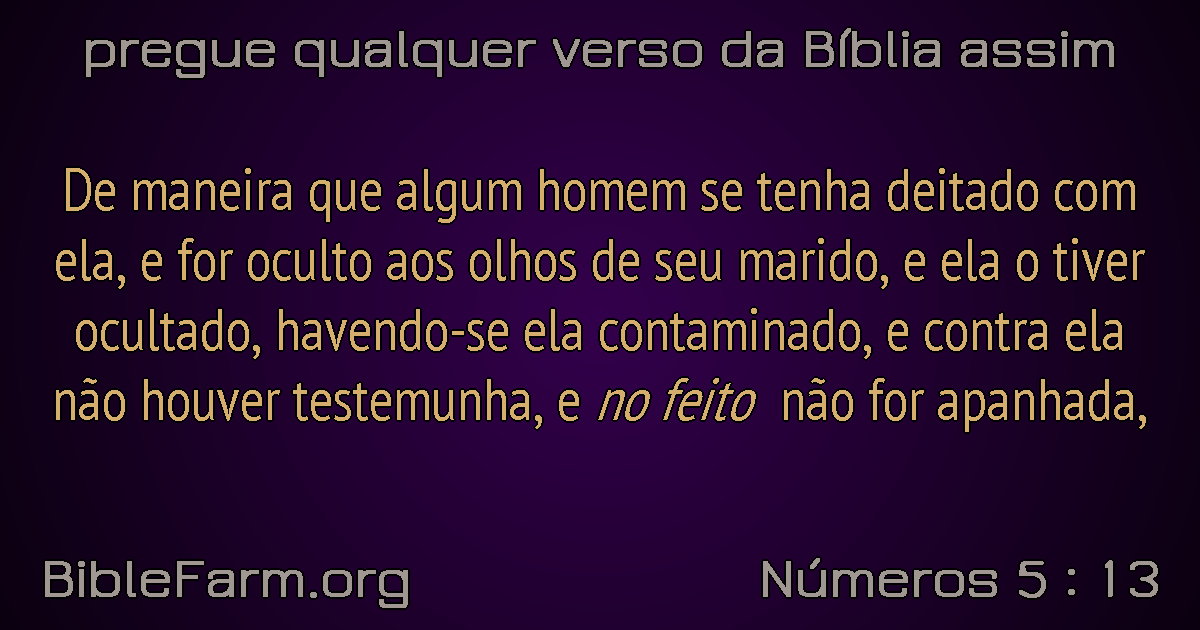 pregue qualquer verso da Bíblia assim
De maneira que algum homem se tenha deitado com
ela, e for oculto aos olhos de seu marido, e ela o tiver
ocultado, havendo-se ela contaminado, e contra ela
não houver testemunha, e no feito não for apanhada,
BibleFarm.org
Números 5 : 13